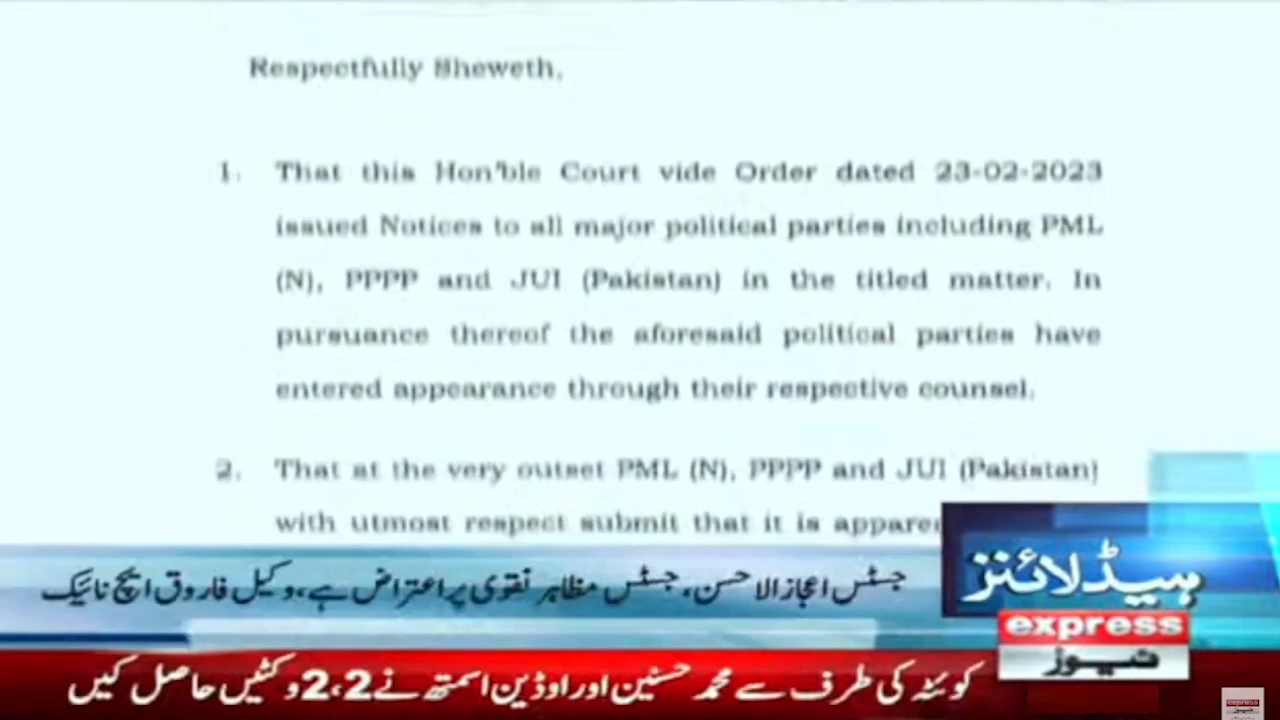 Respectfully Sheweth,
1. That this Hon'ble Court vide Order dated 23-02-2023
issued Notices to all major political parties including PML
(N), PPPP and JUI (Pakistan) in the titled matter. In
pursuance thereof the aforesaid political parties have
entered appearance through their respective counsel.
2. That at the very outset PML (N), PPPP and JUI (Pakistan)
with utmost respect submit that it is
ہیڈلائنز
جسٹس اعجازالاحسن، جسٹس مظاہر نقوی پر اعتراض ہے، وکیل فاروق ایچ نائیک
express
نیوز
کوئٹہ کی طرف سے محمد حسنین اور اوڈین اسمتھ نے 2،2 وکٹیں حاصل کیں
express
نیوز